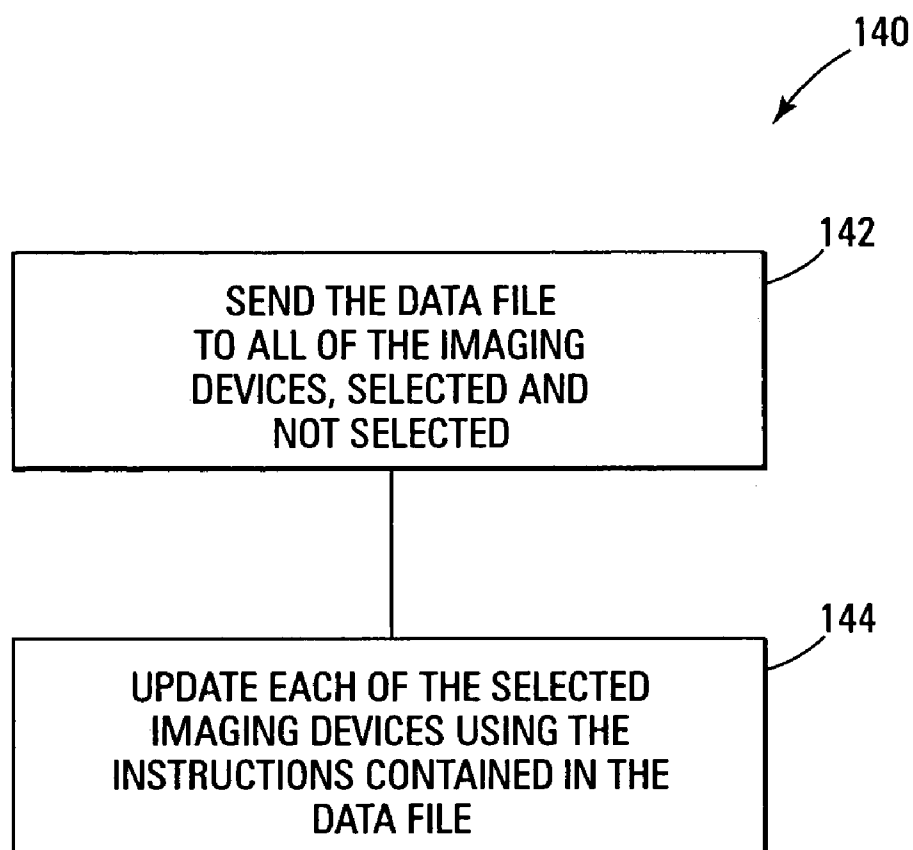 140
142
SEND THE DATA FILE
TO ALL OF THE IMAGING
DEVICES, SELECTED AND
NOT SELECTED
144
UPDATE EACH OF THE SELECTED
IMAGING DEVICES USING THE
INSTRUCTIONS CONTAINED IN THE
DATA FILE